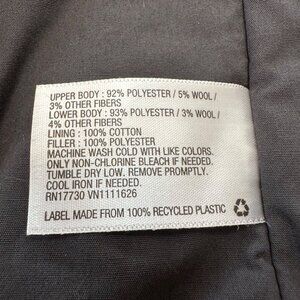 UPPER BODY : 92% POLYESTER / 5% WOOL /
3% OTHER FIBERS
LOWER BODY : 93% POLYESTER / 3% WOOL /
4% OTHER FIBERS
LINING : 100% COTTON
FILLER : 100% POLYESTER
MACHINE WASH COLD WITH LIKE COLORS.
ONLY NON-CHLORINE BLEACH IF NEEDED.
TUMBLE DRY LOW. REMOVE PROMPTLY.
COOL IRON IF NEEDED.
RN17730 VN1111626
LABEL MADE FROM 100% RECYCLED PLASTIC